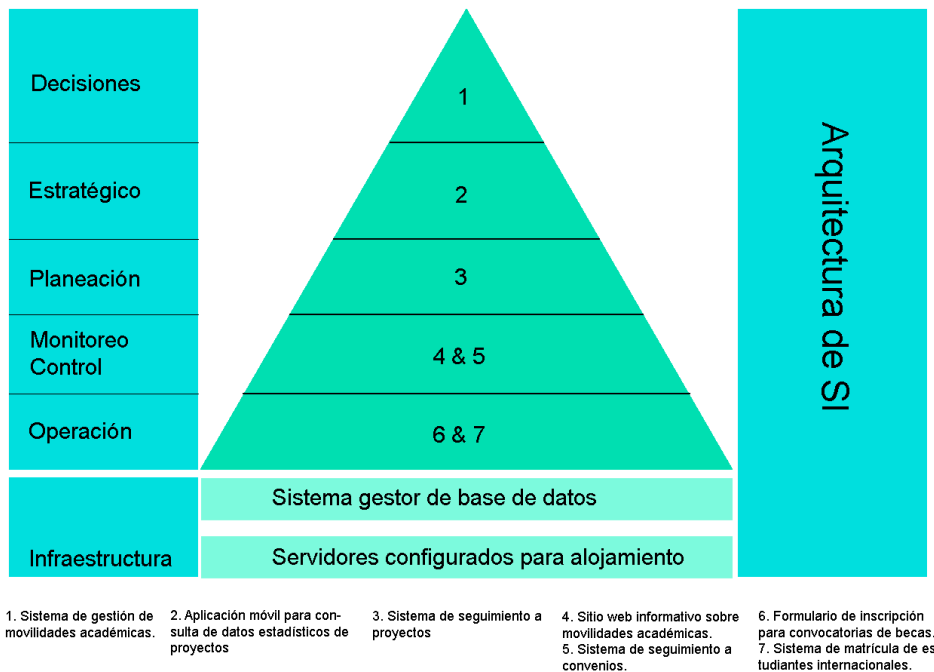 Decisiones
1
Estratégico
2
Planeación
3
Monitoreo
Control
4 & 5
Operación
6 & 7
Sistema gestor de base de datos
Infraestructura
Servidores configurados para alojamiento
Arquitectura de SI
1. Sistema de gestión de
movilidades académicas.
2. Aplicación móvil para con-
sulta de datos estadísticos de
proyectos
3. Sistema de seguimiento a
proyectos
4. Sitio web informativo sobre
movilidades académicas.
5. Sistema de seguimiento a
convenios.
6. Formulario de inscripción
para convocatorias de becas.
7. Sistema de matrícula de es
tudiantes internacionales.